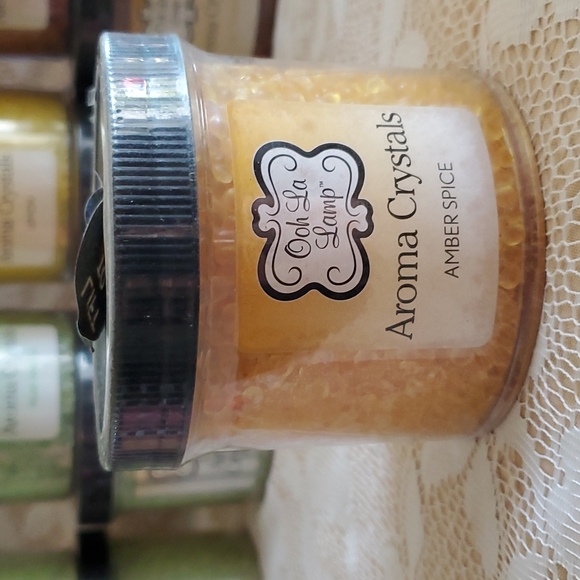 Ooh La
Lamp™
Aroma Crystals
AMBER SPICE